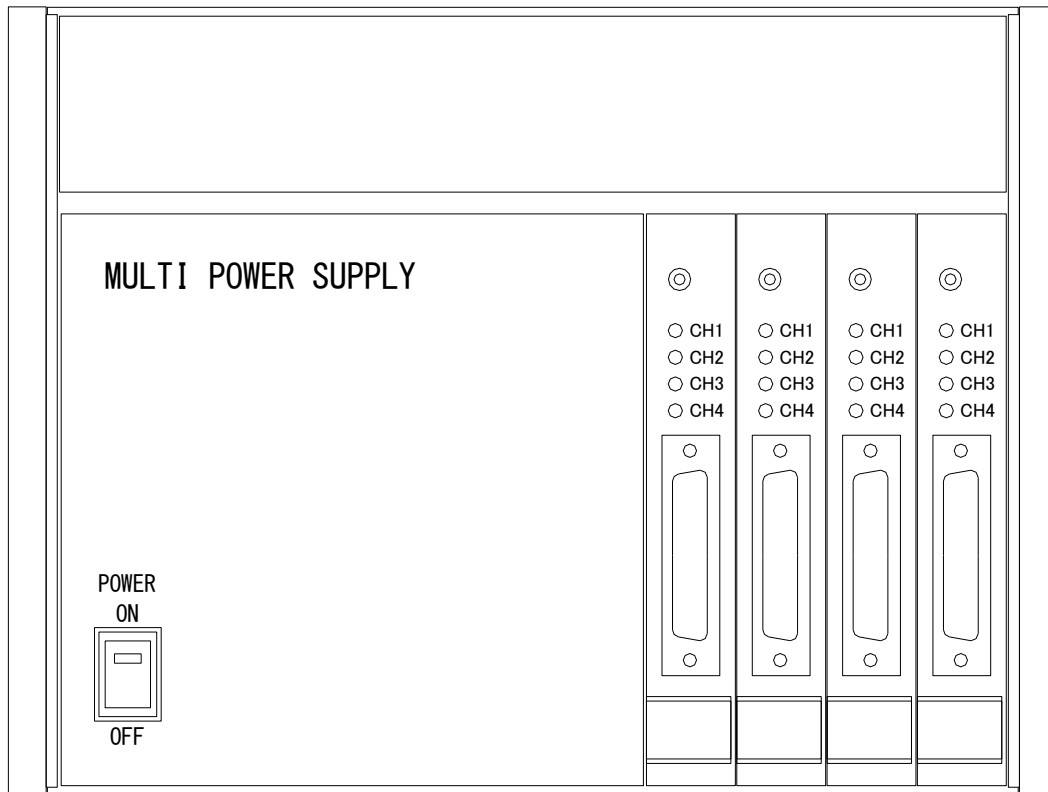 MULTI POWER SUPPLY
CH1 CH1 CH1 CH1
CH2 CH2 CH2 CH2
CH3 CH3 CH3 CH3
CH4 CH4 CH4 CH4
POWER
ON
OFF